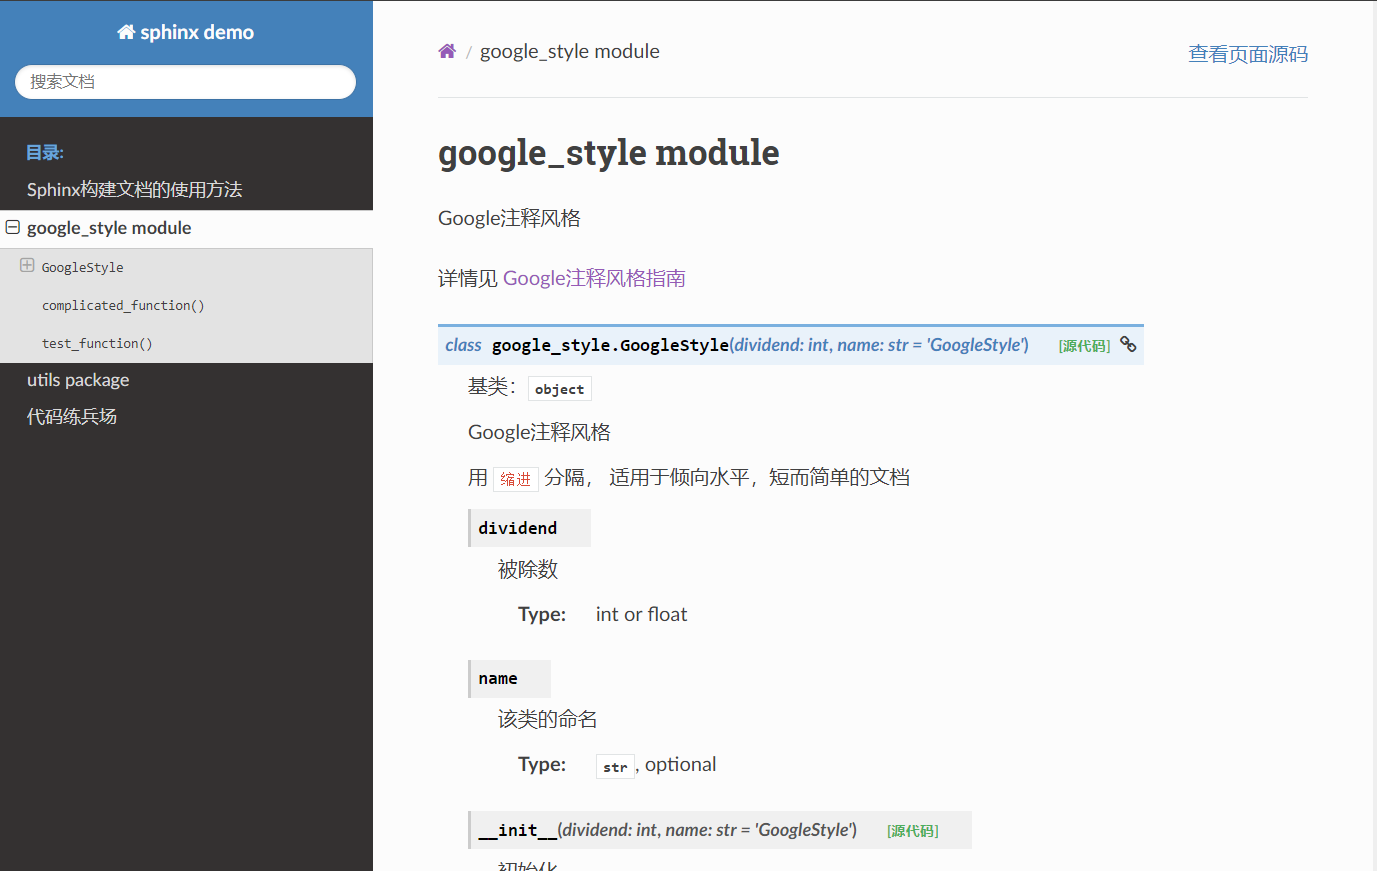 sphinx demo
搜索文档
目录:
Sphinx构建文档的使用方法
google_style module
GoogleStyle
complicated_function()
test_function()
utils package
代码练兵场
/ google_style module
查看页面源码
google_style module
Google注释风格
详情见 Google注释风格指南
class google_style.GoogleStyle(dividend: int, name: str = 'GoogleStyle') [源代码]
基类： object
Google注释风格
用 缩进 分隔， 适用于倾向水平，短而简单的文档
dividend
被除数
Type: int or float
name
该类的命名
Type: str, optional
__init__(dividend: int, name: str = 'GoogleStyle') [源代码]
初始化